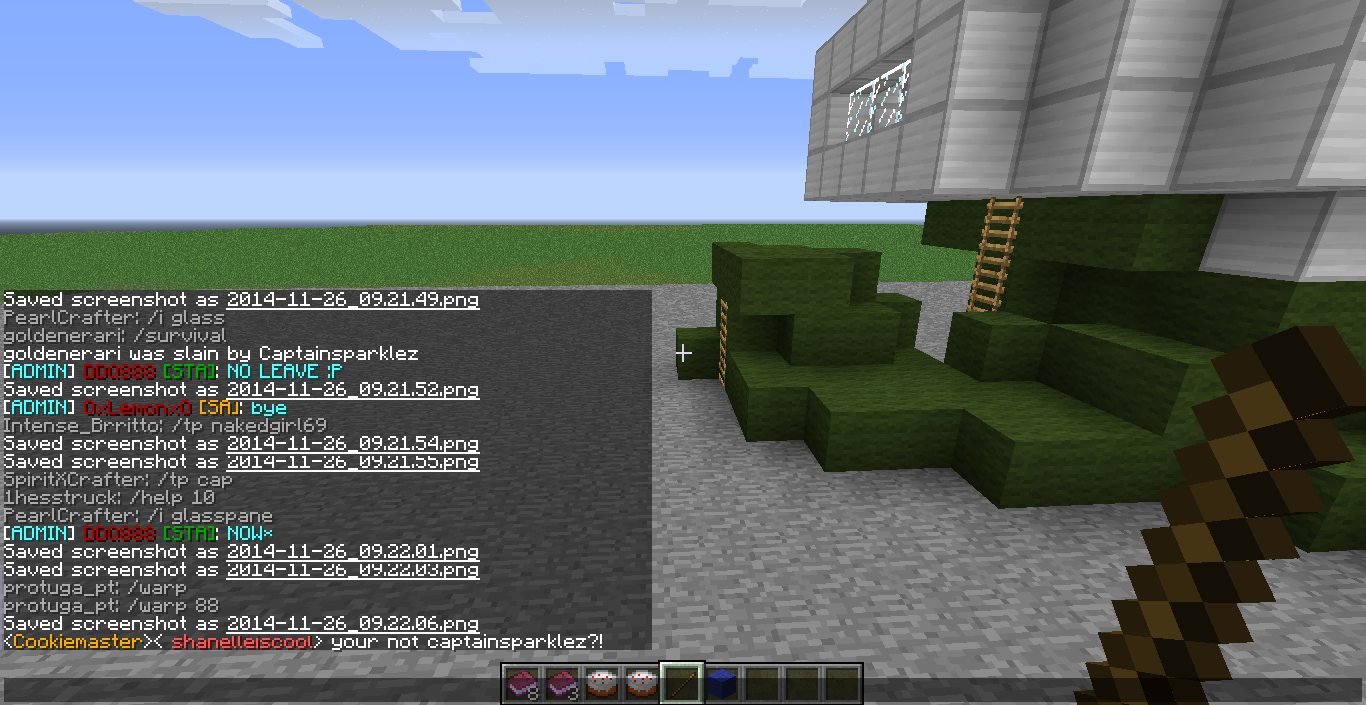 Saved screenshot as 2014-11-26_09.21.49.png
PearlCrafter: /i glass
goldenerari: /survival
goldenerari was slain by Captainsparklez
[ADMIN] DDO888 [STA]: NO LEAVE :P
Saved screenshot as 2014-11-26_09.21.52.png
[ADMIN] 0xLemonx0 [SA]: bye
Intense_Brritto: /tp nakedgirl69
Saved screenshot as 2014-11-26_09.21.54.png
Saved screenshot as 2014-11-26_09.21.55.png
SpiritXCrafter: /tp cap
1hesstruck: /help 10
PearlCrafter: /i glasspane
[ADMIN] DDO888 [STA]: NOW×
Saved screenshot as 2014-11-26_09.22.01.png
Saved screenshot as 2014-11-26_09.22.03.png
protuga_pt: /warp
protuga_pt: /warp 88
Saved screenshot as 2014-11-26_09.22.06.png
<Cookiemaster>< shanelleiscool> your not captainsparklez?!
8 3